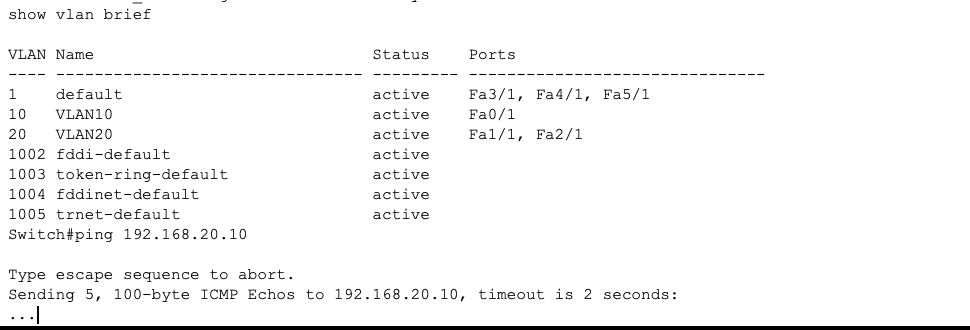 show vlan brief
VLAN Name                             Status    Ports
---- -------------------------------- --------- -------------------------------
1    default                          active    Fa3/1, Fa4/1, Fa5/1
10   VLAN10                           active    Fa0/1
20   VLAN20                           active    Fa1/1, Fa2/1
1002 fddi-default                     active
1003 token-ring-default               active
1004 fddinet-default                  active
1005 trnet-default                    active
Switch#ping 192.168.20.10
Type escape sequence to abort.
Sending 5, 100-byte ICMP Echos to 192.168.20.10, timeout is 2 seconds:
...